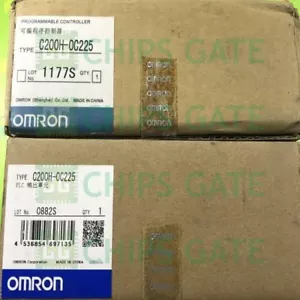 PROGRAMMABLE CONTROLLER
可编程序控制器
TYPE C200H-OC225
LOT No. 1177S QTY 1
OMRON (Shanghai) Co., Ltd. MADE IN CHINA
OMRON
CHIPS GATE
TYPE C200H-OC225
PLC 输出单元
LOT No. 0882S QTY 1
4 536854 697135
OMRON Corporation MADE IN CHINA
OMRON